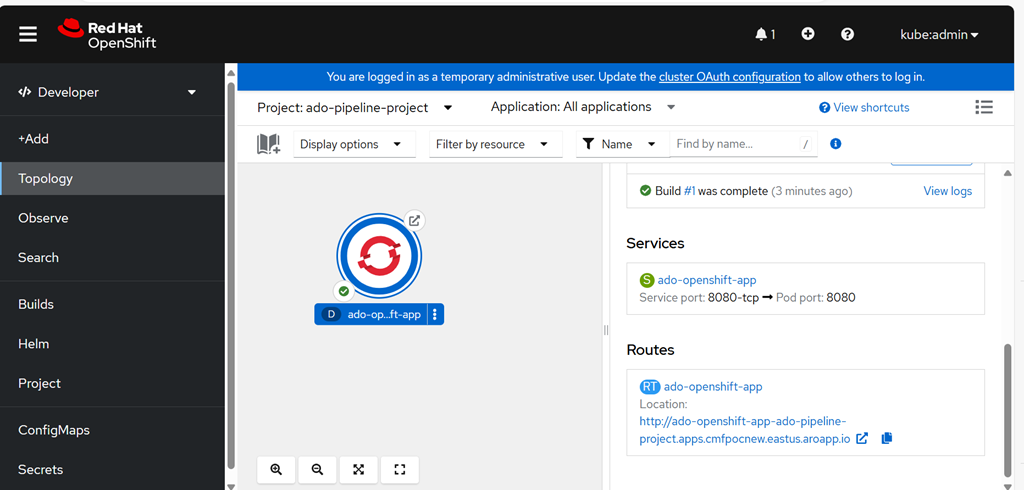 Red Hat
OpenShift
1
kube:admin
Developer
You are logged in as a temporary administrative user. Update the cluster OAuth configuration to allow others to log in.
+Add
Topology
Observe
Search
Builds
Helm
Project
ConfigMaps
Secrets
Project: ado-pipeline-project
Application: All applications
View shortcuts
Display options
Filter by resource
Name
Find by name...
/
D ado-op...ft-app
Build #1 was complete (3 minutes ago)
View logs
Services
S ado-openshift-app
Service port: 8080-tcp ➞ Pod port: 8080
Routes
RT ado-openshift-app
Location:
http://ado-openshift-app-ado-pipeline-
project.apps.cmfpocnew.eastus.aroapp.io